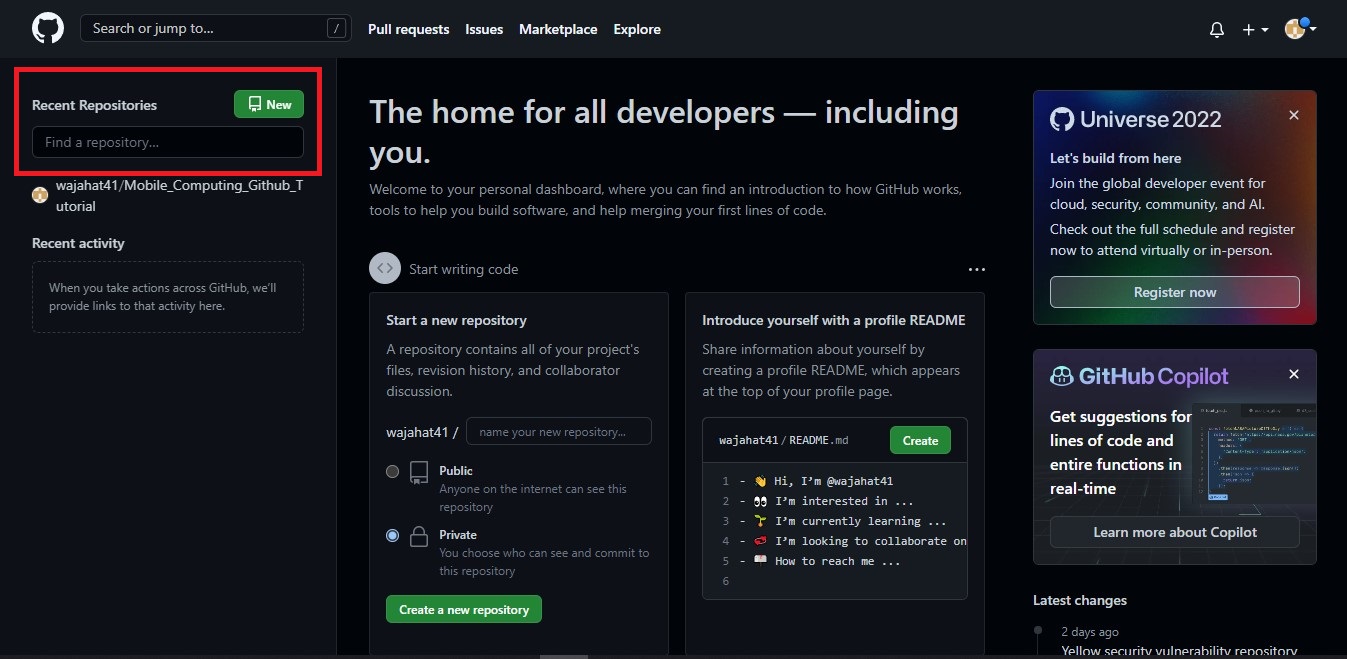 Search or jump to...
/
Pull requests
Issues
Marketplace
Explore
Recent Repositories
New
Find a repository...
wajahat41/Mobile_Computing_Github_T
utorial
Recent activity
When you take actions across GitHub, we'll
provide links to that activity here.
The home for all developers — including
you.
Welcome to your personal dashboard, where you can find an introduction to how GitHub works,
tools to help you build software, and help merging your first lines of code.
Start writing code
Start a new repository
A repository contains all of your project's
files, revision history, and collaborator
discussion.
wajahat41 /
name your new repository...
Public
Anyone on the internet can see this
repository
Private
You choose who can see and commit to
this repository
Create a new repository
Introduce yourself with a profile README
Share information about yourself by
creating a profile README, which appears
at the top of your profile page.
wajahat41 / README.md
Create
1 - 👋 Hi, I'm @wajahat41
2 - 👀 I'm interested in ...
3 - 🌱 I'm currently learning ...
4 - 💞️ I'm looking to collaborate on
5 - 📫 How to reach me ...
6
Universe 2022
Let's build from here
Join the global developer event for
cloud, security, community, and AI.
Check out the full schedule and register
now to attend virtually or in-person.
Register now
GitHub Copilot
Get suggestions for
lines of code and
entire functions in
real-time
Learn more about Copilot
Latest changes
2 days ago
Yellow security vulnerability repository